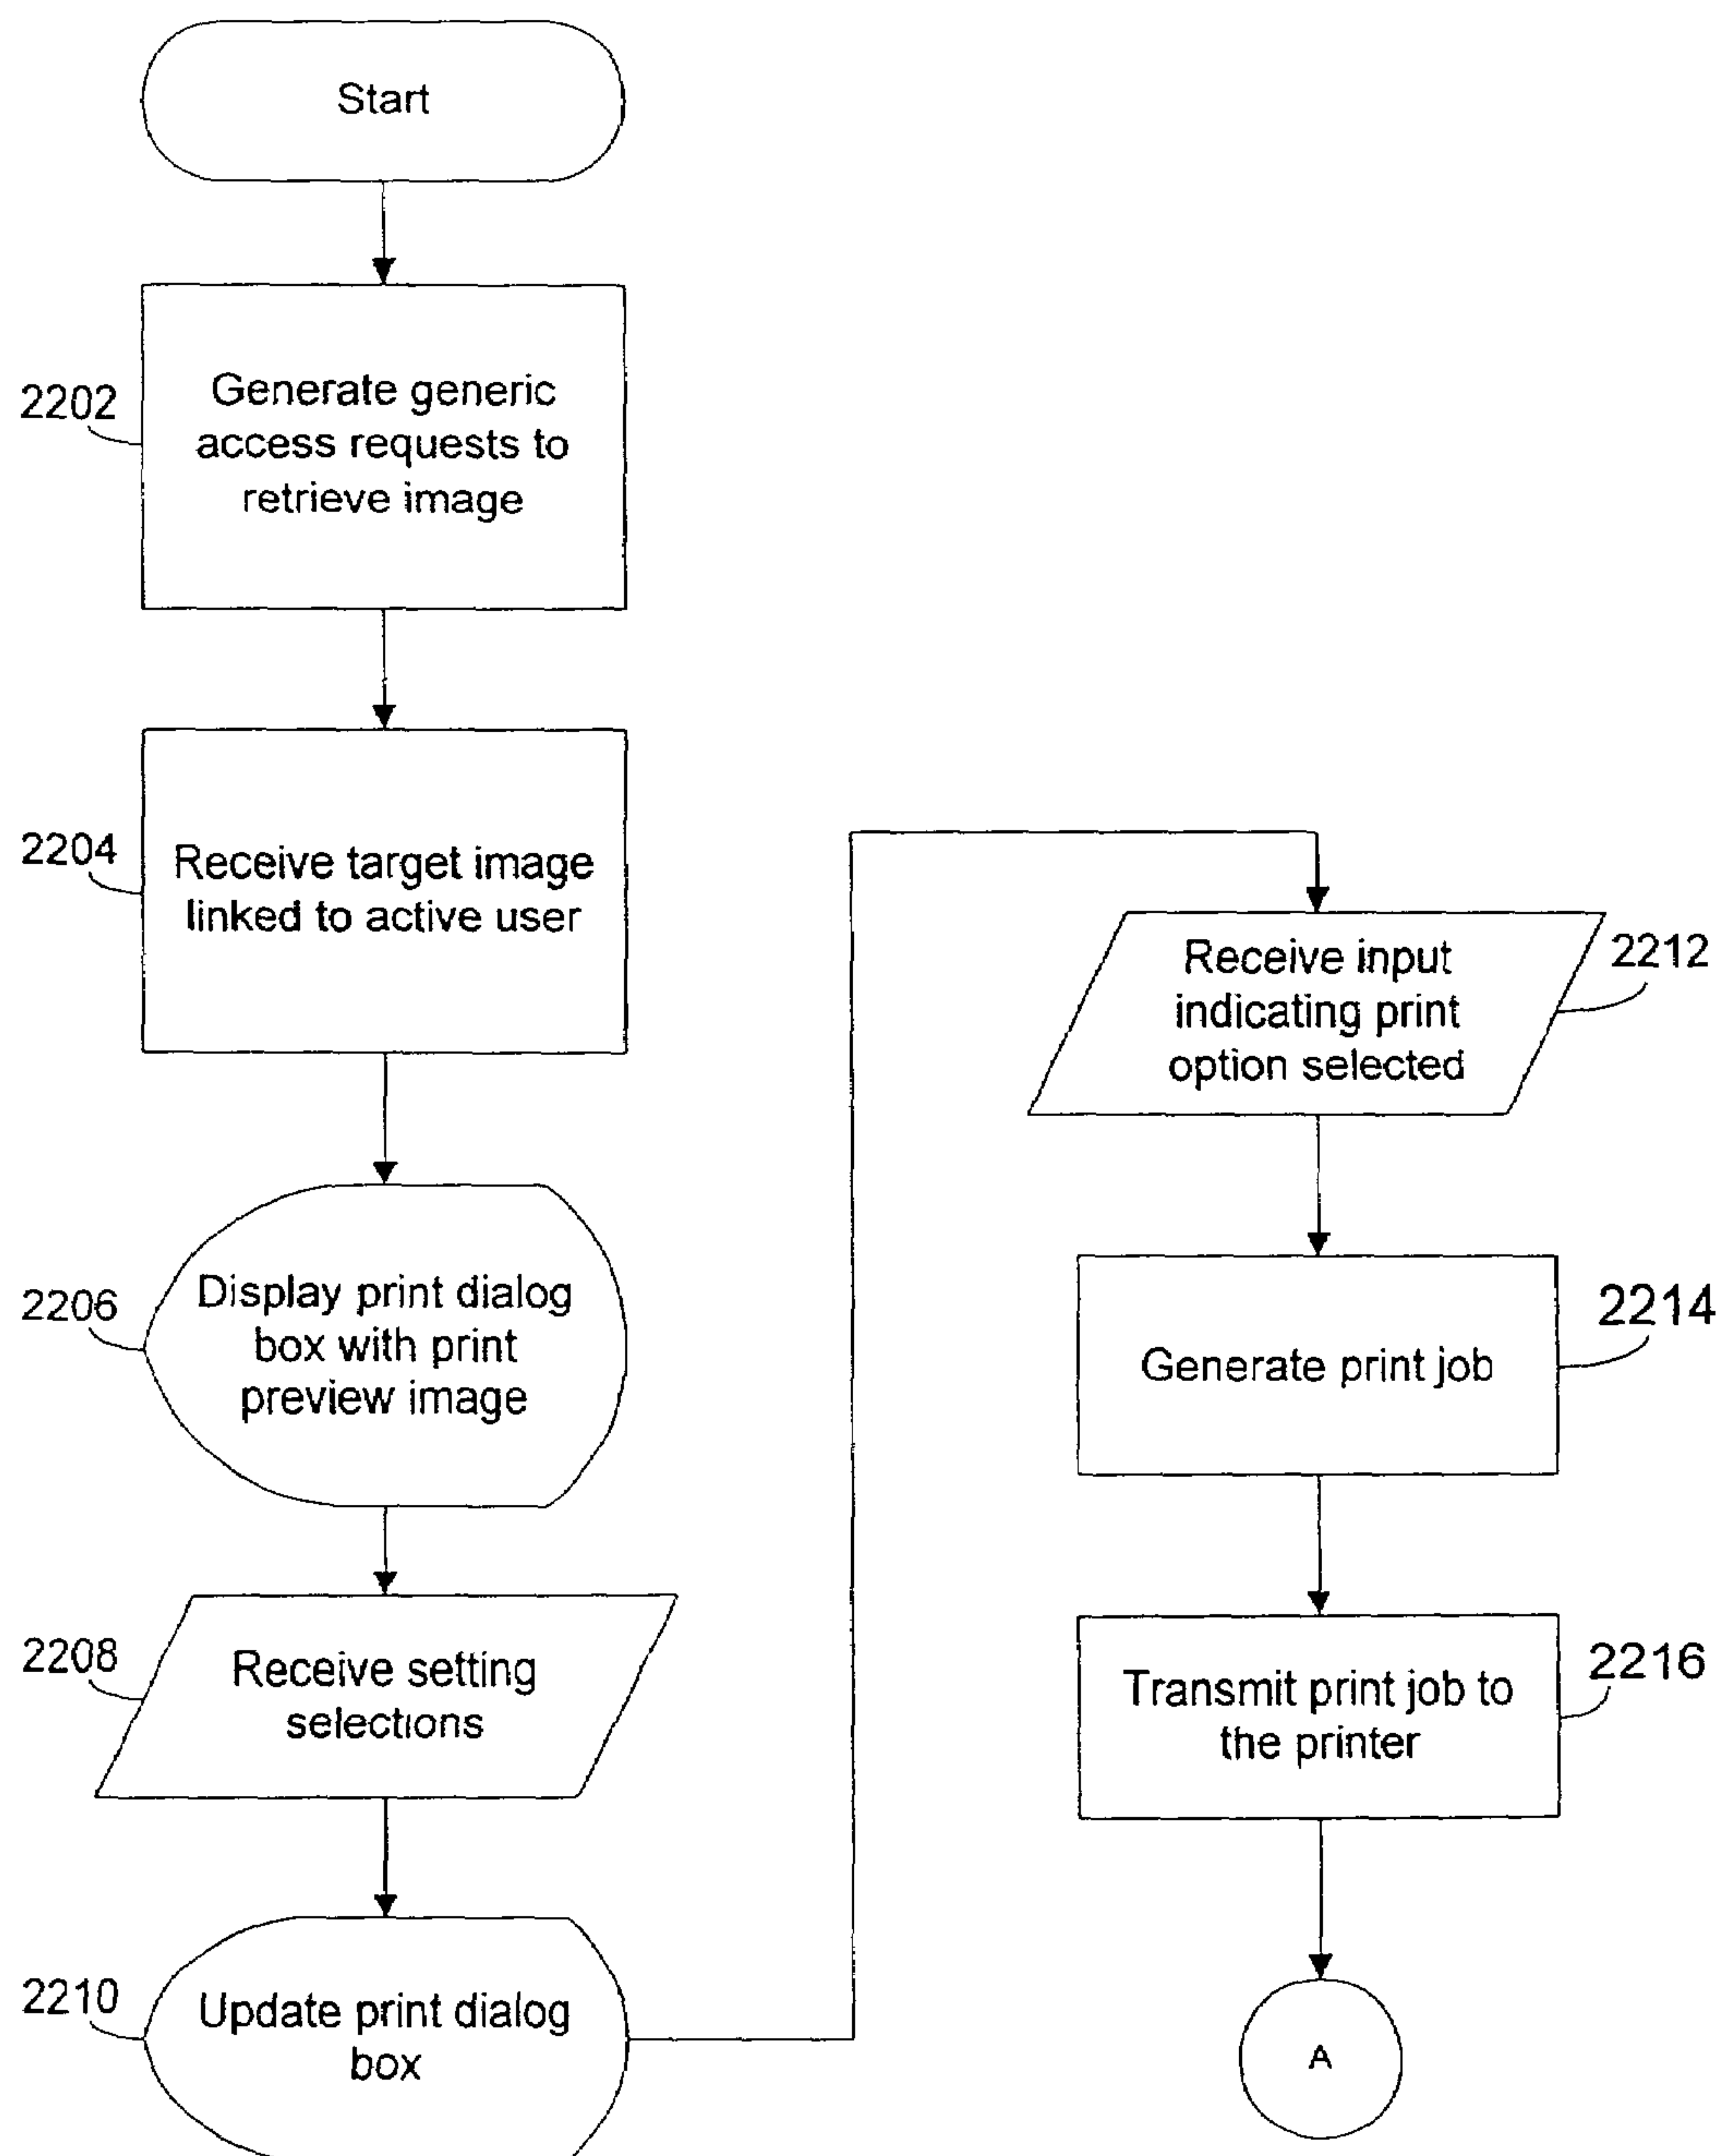 Start
2202
Generate generic
access requests to
retrieve image
2204
Receive target image
linked to active user
2206
Display print dialog
box with print
preview image
2208
Receive setting
selections
2210
Update print dialog
box
2212
Receive input
indicating print
option selected
2214
Generate print job
2216
Transmit print job to
the printer
A